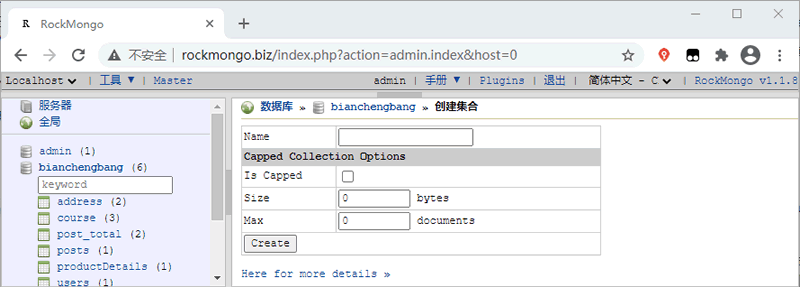 R RockMongo
不安全 rockmongo.biz/index.php?action=admin.index&host=0
Localhost | 工具 ▼ | Master admin | 手册 ▼ | Plugins | 退出 | 简体中文 - C | RockMongo v1.1.8
服务器
全局
admin (1)
bianchengbang (6)
keyword
address (2)
course (3)
post_total (2)
posts (1)
productDetails (1)
users (1)
数据库 » bianchengbang » 创建集合
Name
Capped Collection Options
Is Capped
Size 0 bytes
Max 0 documents
Create
Here for more details »